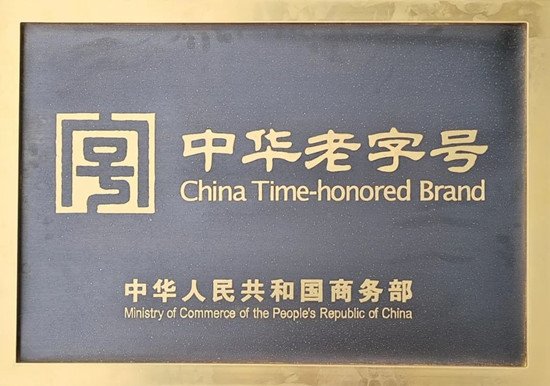 号
中华老字号
China Time-honored Brand
中华人民共和国商务部
Ministry of Commerce of the People's Republic of China